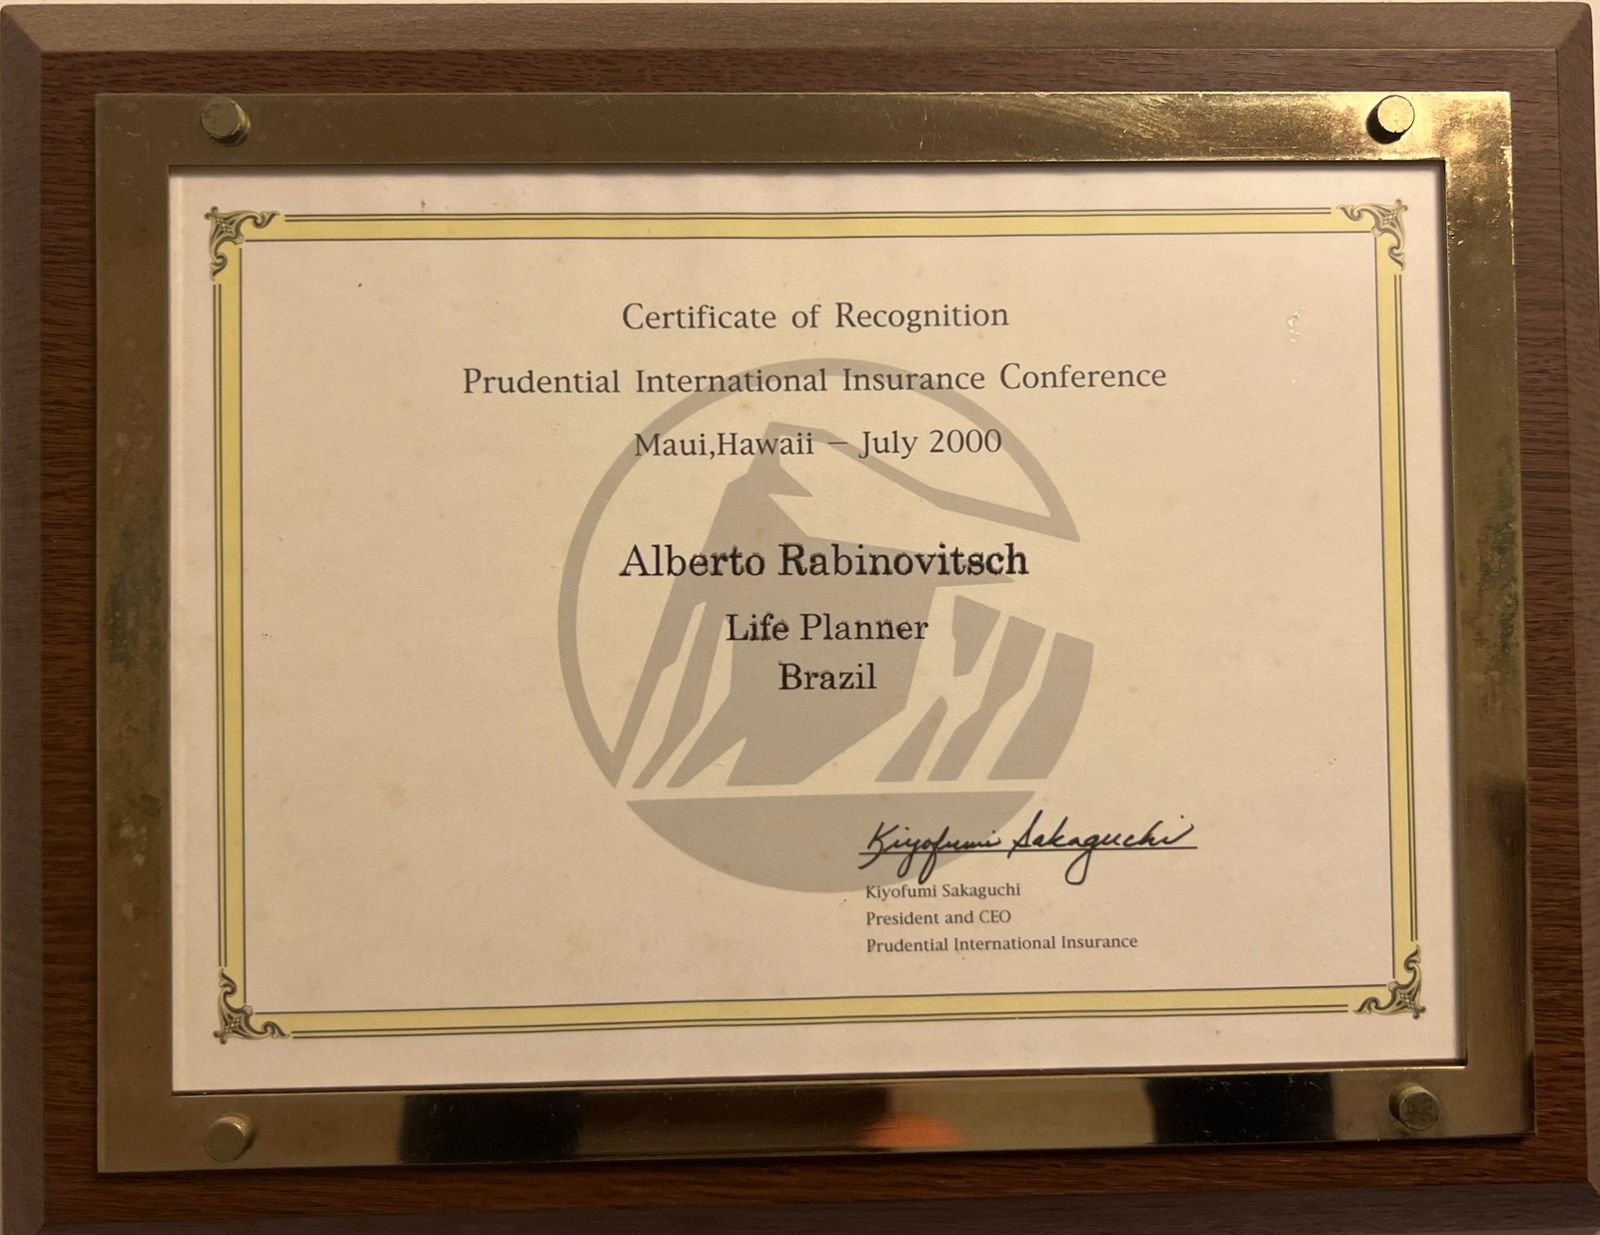 Certificate of Recognition
Prudential International Insurance Conference
Maui,Hawaii – July 2000
Alberto Rabinovitsch
Life Planner
Brazil
Kiyofumi Sakaguchi
Kiyofumi Sakaguchi
President and CEO
Prudential International Insurance